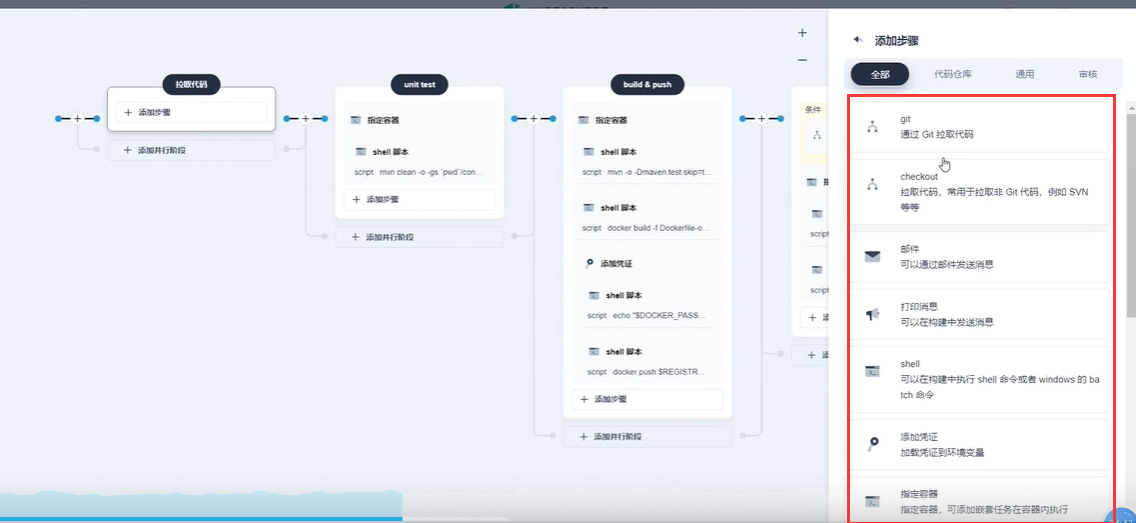 添加步骤
全部
代码仓库
通用
审核
拉取代码
添加步骤
添加并行阶段
unit test
指定容器
shell 脚本
script mvn clean -o -gs `pwd`/con...
添加步骤
添加并行阶段
build & push
指定容器
shell 脚本
script mvn -o -Dmaven.test.skip=t...
shell 脚本
script docker build -f Dockerfile-o...
添加凭证
shell 脚本
script echo "$DOCKER_PASS...
shell 脚本
script docker push $REGISTR...
添加步骤
添加并行阶段
条件
script
script
git
通过 Git 拉取代码
checkout
拉取代码，常用于拉取非 Git 代码，例如 SVN
等等
邮件
可以通过邮件发送消息
打印消息
可以在构建中发送消息
shell
可以在构建中执行 shell 命令或者 windows 的 ba
tch 命令
添加凭证
加载凭证到环境变量
指定容器
指定容器，可添加嵌套任务在容器内执行